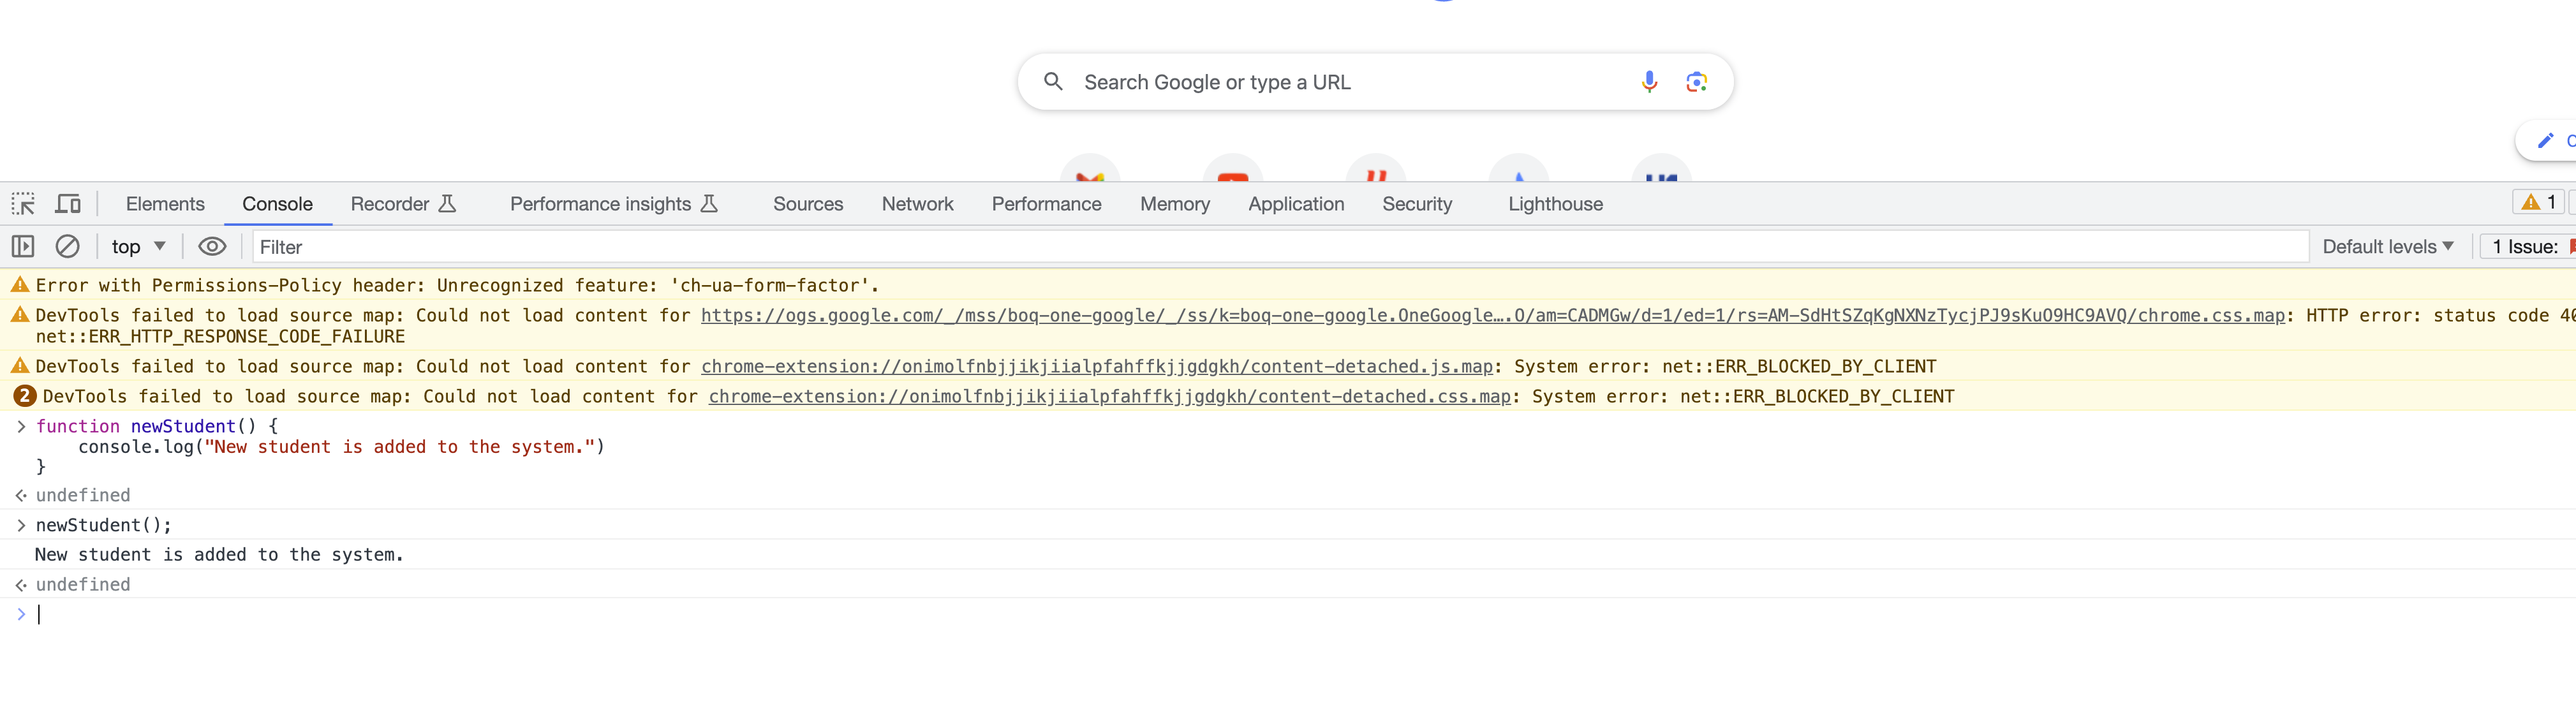 Search Google or type a URL
Elements Console Recorder Performance insights Sources Network Performance Memory Application Security Lighthouse 1
top Filter Default levels 1 Issue:
Error with Permissions-Policy header: Unrecognized feature: 'ch-ua-form-factor'.
DevTools failed to load source map: Could not load content for https://ogs.google.com/_/mss/boq-one-google/_/ss/k=boq-one-google.OneGoogle….O/am=CADMGw/d=1/ed=1/rs=AM-SdHtSZqKgNXNzTycjPJ9sKuO9HC9AVQ/chrome.css.map: HTTP error: status code 40
net::ERR_HTTP_RESPONSE_CODE_FAILURE
DevTools failed to load source map: Could not load content for chrome-extension://onimolfnbjjikjiialpfahffkjjgdgkh/content-detached.js.map: System error: net::ERR_BLOCKED_BY_CLIENT
2 DevTools failed to load source map: Could not load content for chrome-extension://onimolfnbjjikjiialpfahffkjjgdgkh/content-detached.css.map: System error: net::ERR_BLOCKED_BY_CLIENT
> function newStudent() {
console.log("New student is added to the system.")
}
undefined
> newStudent();
New student is added to the system.
undefined
>